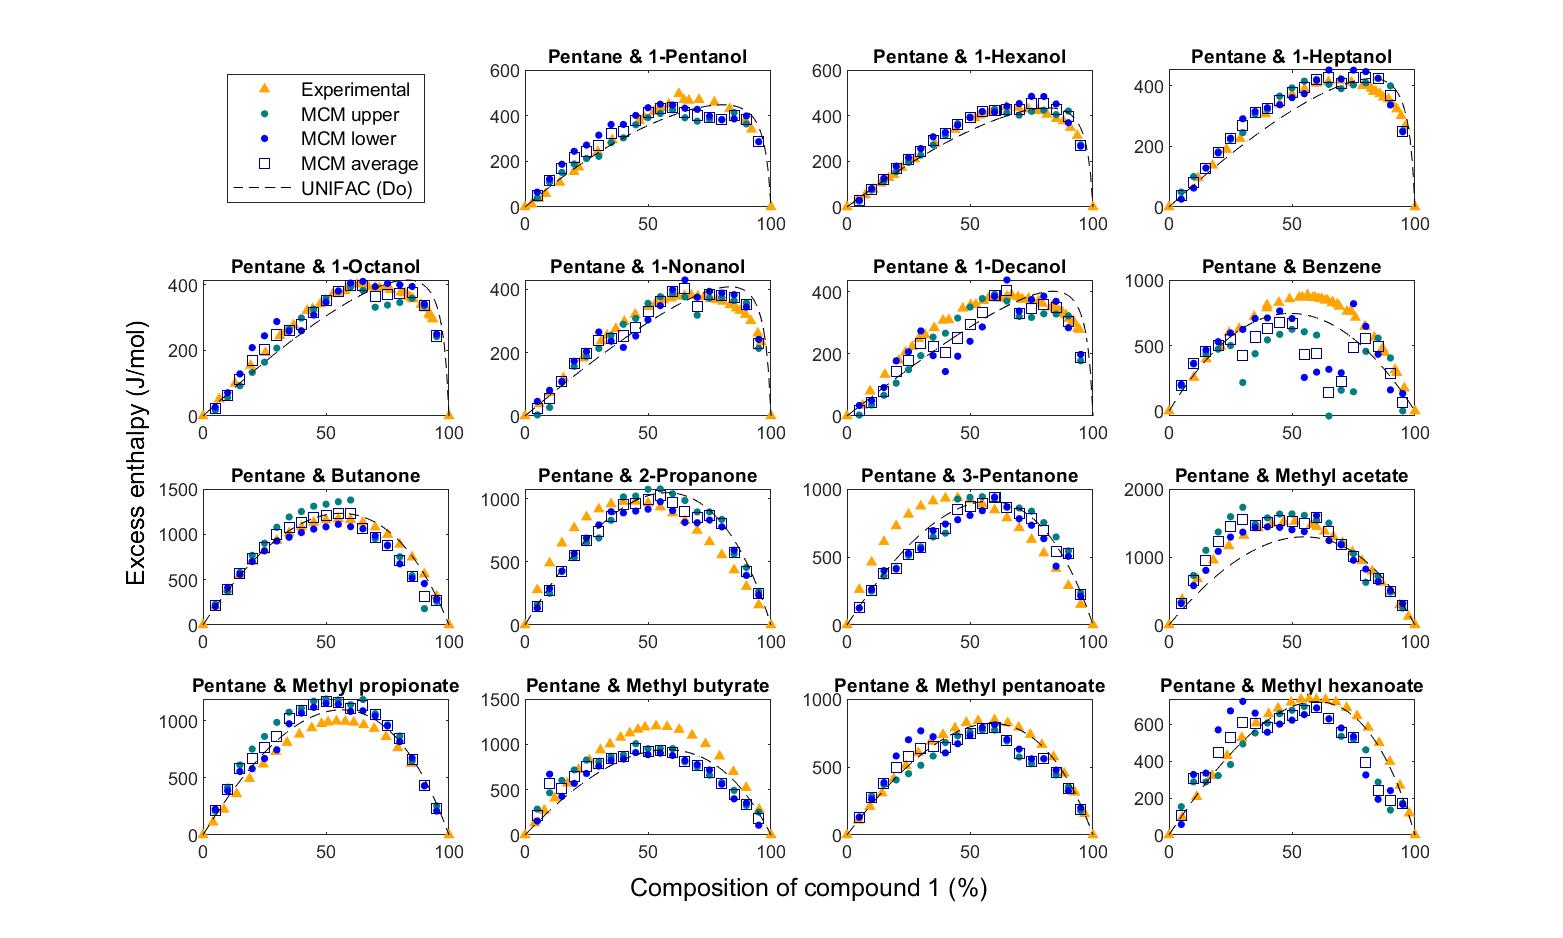 Experimental
MCM upper
MCM lower
MCM average
UNIFAC (Do)
Pentane & 1-Pentanol
600
400
200
0
0 50 100
Pentane & 1-Hexanol
600
400
200
0
0 50 100
Pentane & 1-Heptanol
400
200
0
0 50 100
Pentane & 1-Octanol
400
200
0
0 50 100
Pentane & 1-Nonanol
400
200
0
0 50 100
Pentane & 1-Decanol
400
200
0
0 50 100
Pentane & Benzene
1000
500
0
0 50 100
Pentane & Butanone
1500
1000
500
0
0 50 100
Pentane & 2-Propanone
1000
500
0
0 50 100
Pentane & 3-Pentanone
1000
500
0
0 50 100
Pentane & Methyl acetate
2000
1000
0
0 50 100
Pentane & Methyl propionate
1000
500
0
0 50 100
Pentane & Methyl butyrate
1500
1000
500
0
0 50 100
Pentane & Methyl pentanoate
1000
500
0
0 50 100
Pentane & Methyl hexanoate
600
400
200
0
0 50 100
Excess enthalpy (J/mol)
Composition of compound 1 (%)